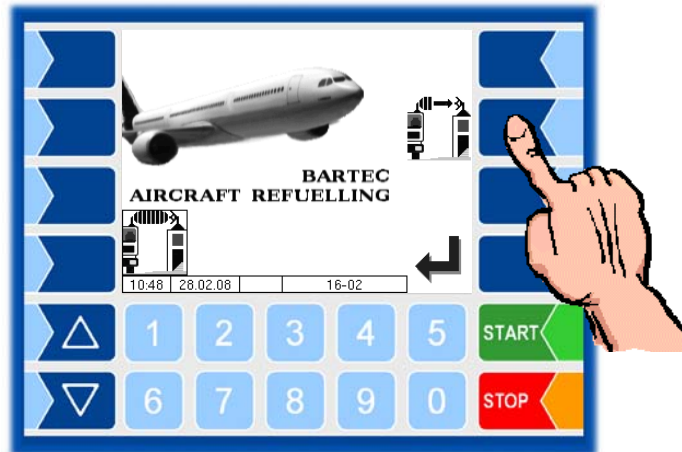 BARTEC
AIRCRAFT REFUELLING
10:48 28.02.08 16-02
1 2 3 4 5 START
6 7 8 9 0 STOP